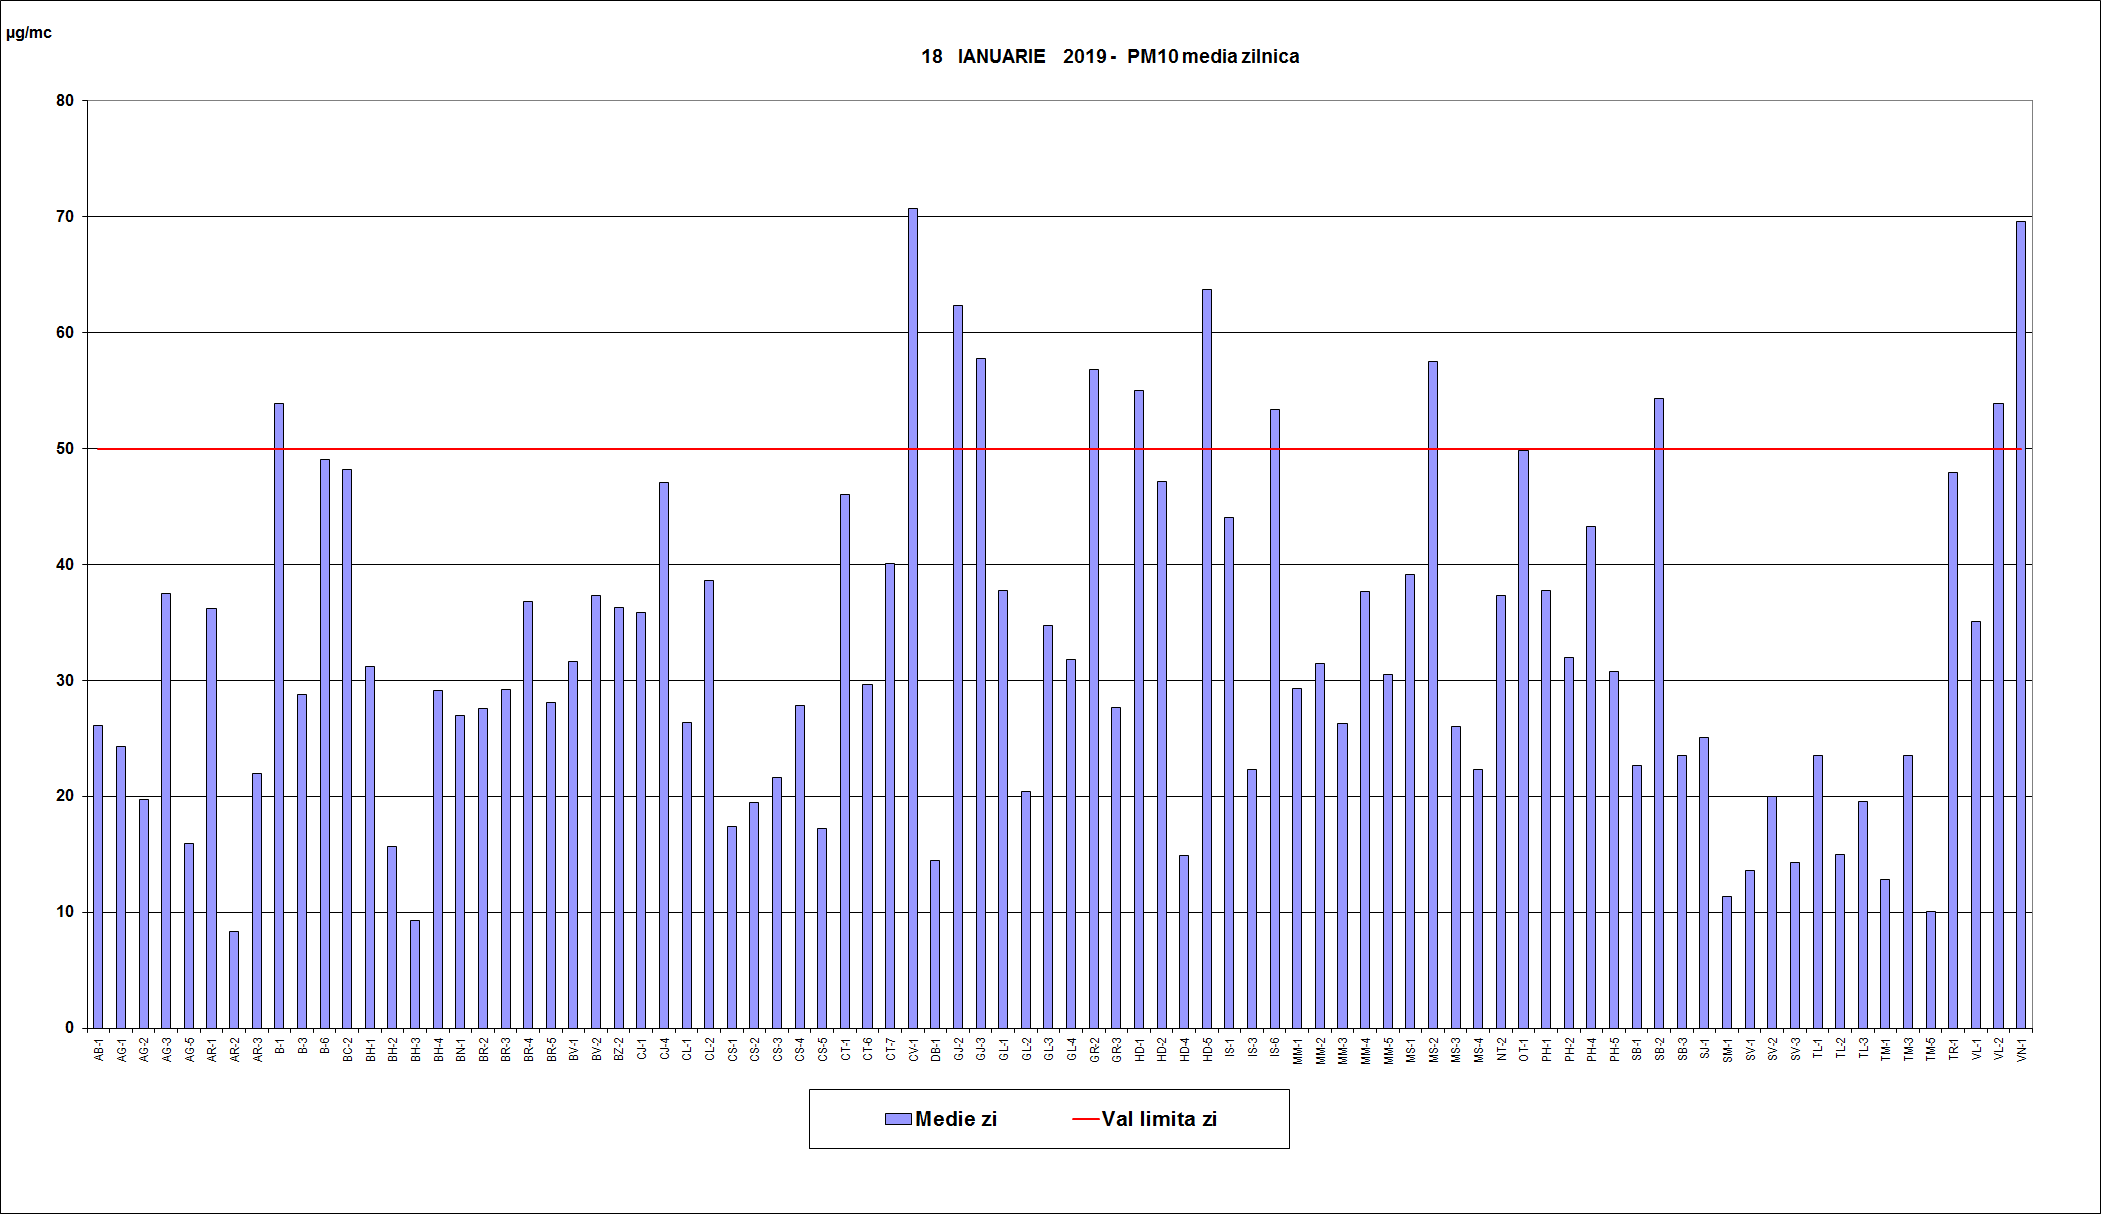 µg/mc
18 IANUARIE 2019 - PM10 media zilnica
80
70
60
50
40
30
20
10
0
AB-1 AG-1 AG-2 AG-3 AG-5 AR-1 AR-2 AR-3 B-1 B-3 B-6 BC-2 BH-1 BH-2 BH-3 BH-4 BN-1 BR-2 BR-3 BR-4 BR-5 BV-1 BV-2 BZ-2 CJ-1 CJ-4 CL-1 CL-2 CS-1 CS-2 CS-3 CS-4 CS-5 CT-1 CT-6 CT-7 CV-1 DB-1 GJ-2 GJ-3 GL-1 GL-2 GL-3 GL-4 GR-2 GR-3 HD-1 HD-2 HD-4 HD-5 IS-1 IS-3 IS-6 MM-1 MM-2 MM-3 MM-4 MM-5 MS-1 MS-2 MS-3 MS-4 NT-2 OT-1 PH-1 PH-2 PH-4 PH-5 SB-1 SB-2 SB-3 SJ-1 SM-1 SV-1 SV-2 SV-3 TL-1 TL-2 TL-3 TM-1 TM-3 TM-5 TR-1 VL-1 VL-2 VN-1
Medie zi Val limita zi